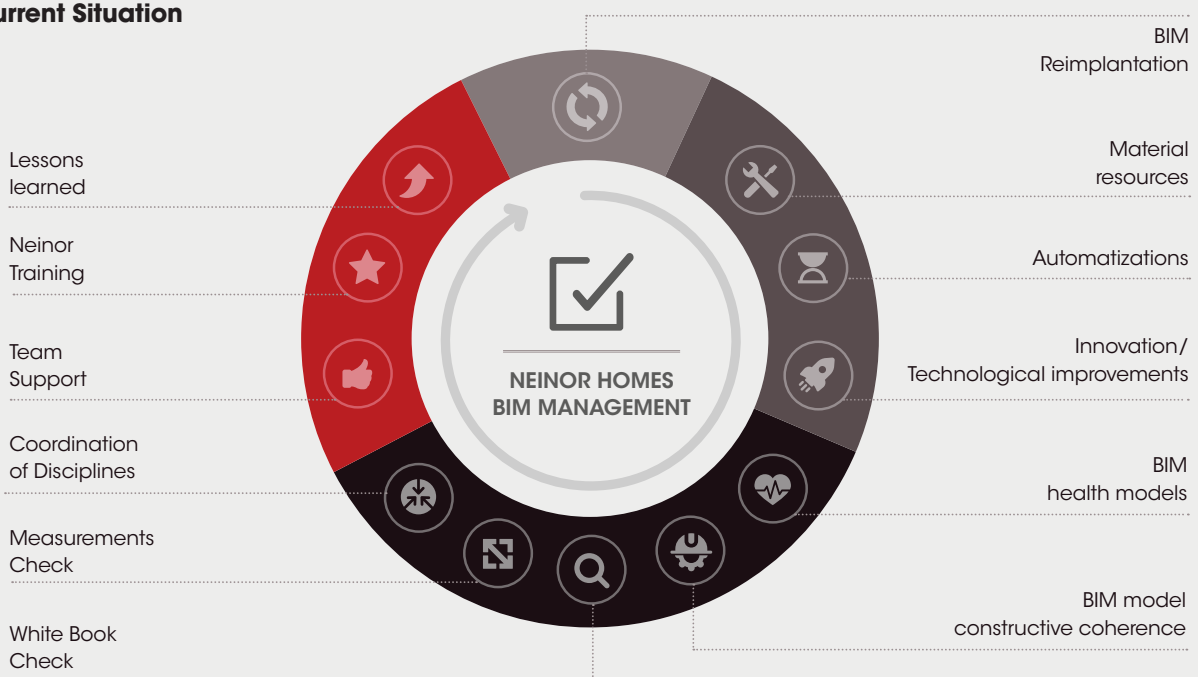 urrent Situation
BIM
Reimplantation
Material
resources
Automatizations
Innovation/
Technological improvements
BIM
health models
BIM model
constructive coherence
Lessons
learned
Neinor
Training
Team
Support
Coordination
of Disciplines
Measurements
Check
White Book
Check
NEINOR HOMES
BIM MANAGEMENT